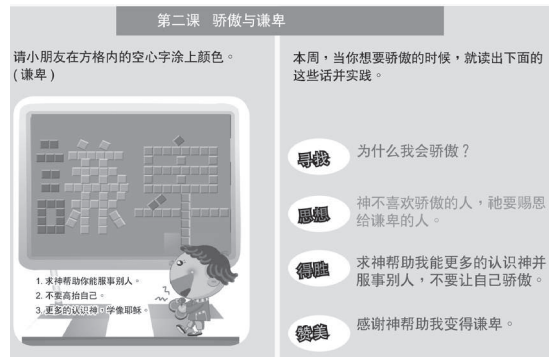 第二课 骄傲与谦卑
请小朋友在方格内的空心字涂上颜色。
(谦卑)
謙卑
1. 求神帮助你能服事别人。
2. 不要高抬自己。
3. 更多的认识神，学像耶稣。
本周，当你想要骄傲的时候，就读出下面的
这些话并实践。
寻找
为什么我会骄傲？
思想
神不喜欢骄傲的人，祂要赐恩
给谦卑的人。
得胜
求神帮助我能更多的认识神并
服事别人，不要让自己骄傲。
赞美
感谢神帮助我变得谦卑。